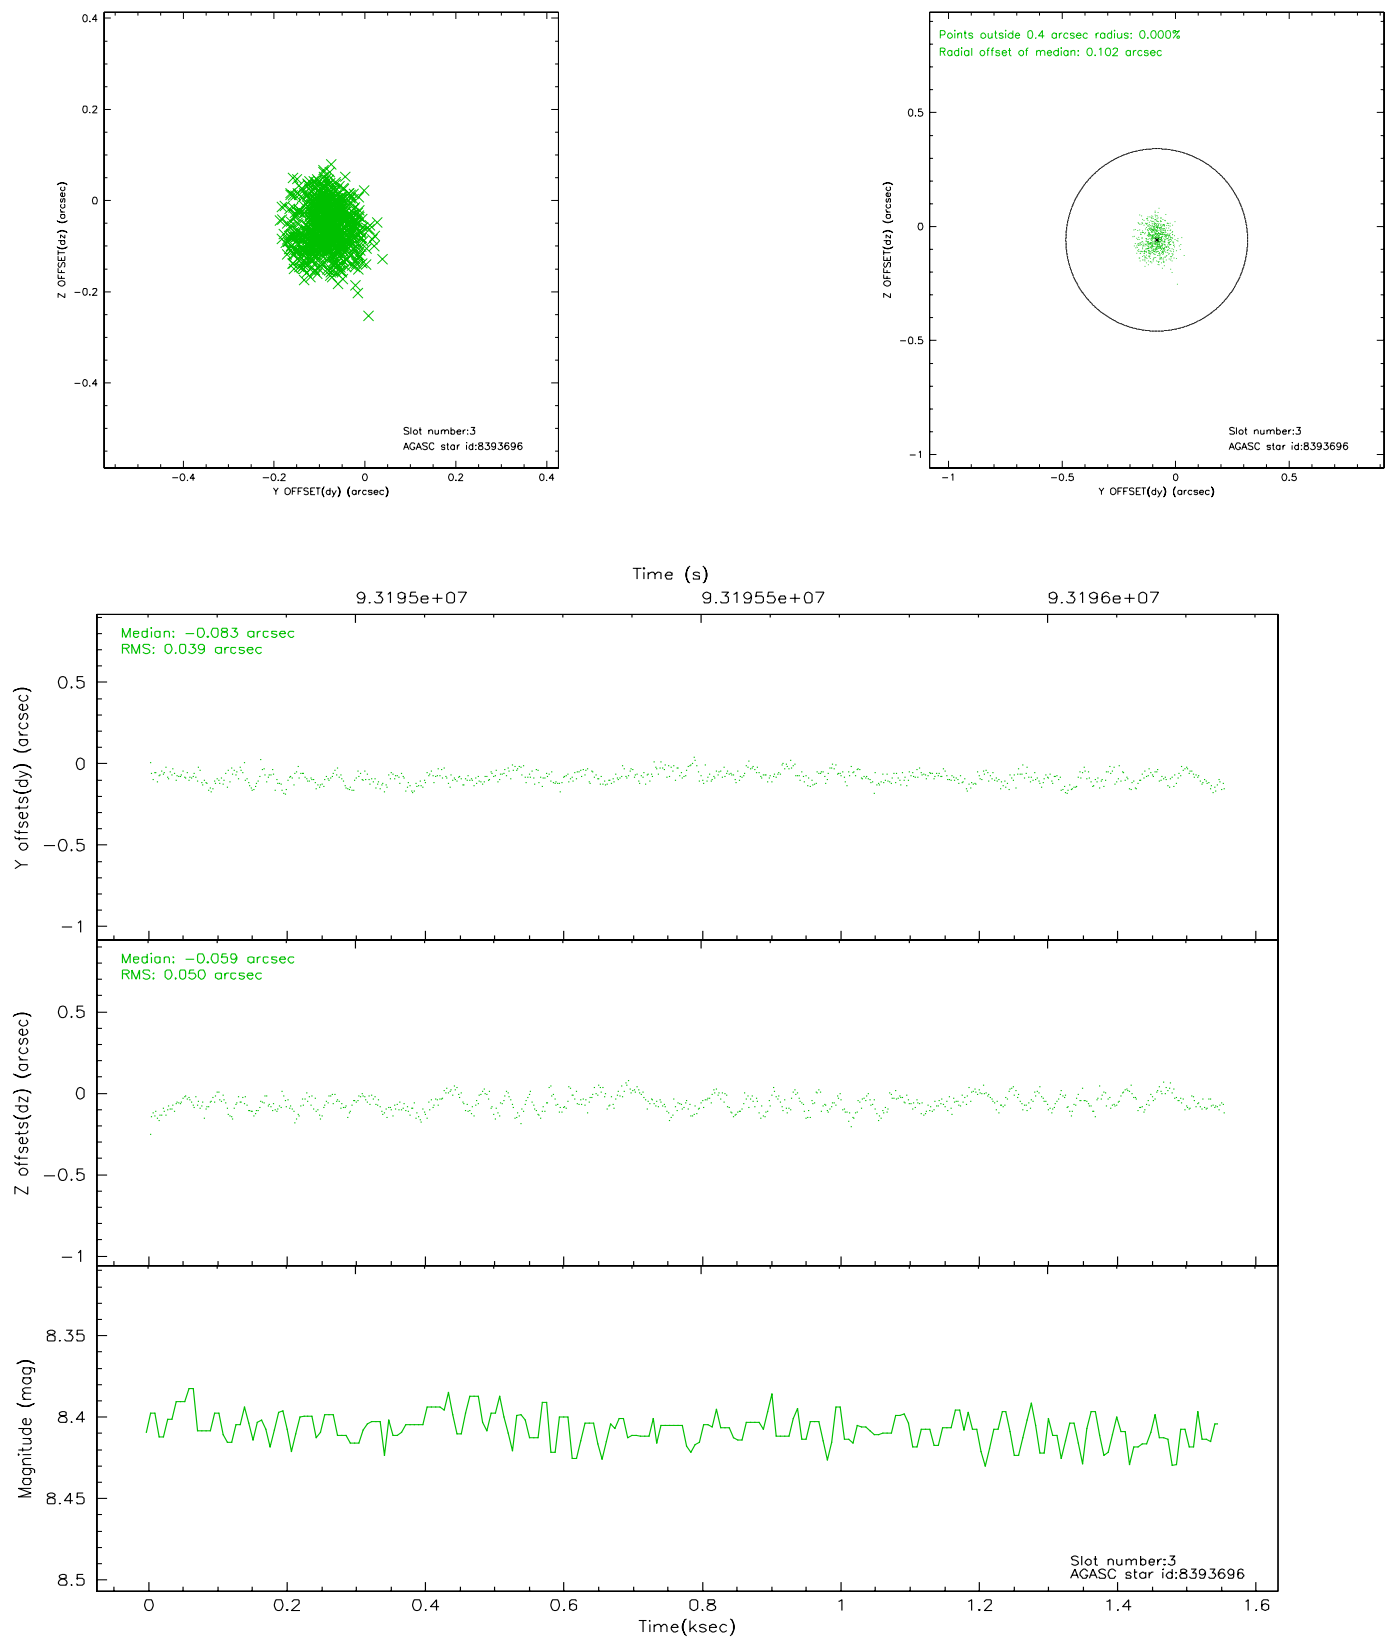 0.4
0.2
0
−0.2
−0.4
Z OFFSET(dz) (arcsec)
Slot number:3
AGASC star id:8393696
−0.4 −0.2 0 0.2 0.4
Y OFFSET(dy) (arcsec)
Points outside 0.4 arcsec radius: 0.000%
Radial offset of median: 0.102 arcsec
0.5
0
−0.5
−1
Z OFFSET(dz) (arcsec)
Slot number:3
AGASC star id:8393696
−1 −0.5 0 0.5
Y OFFSET(dy) (arcsec)
Time (s)
9.3195e+07 9.31955e+07 9.3196e+07
Median: −0.083 arcsec
RMS: 0.039 arcsec
0.5
0
−0.5
−1
Y offsets(dy) (arcsec)
Median: −0.059 arcsec
RMS: 0.050 arcsec
0.5
0
−0.5
−1
Z offsets(dz) (arcsec)
8.35
8.4
8.45
8.5
Magnitude (mag)
Slot number:3
AGASC star id:8393696
0 0.2 0.4 0.6 0.8 1 1.2 1.4 1.6
Time(ksec)